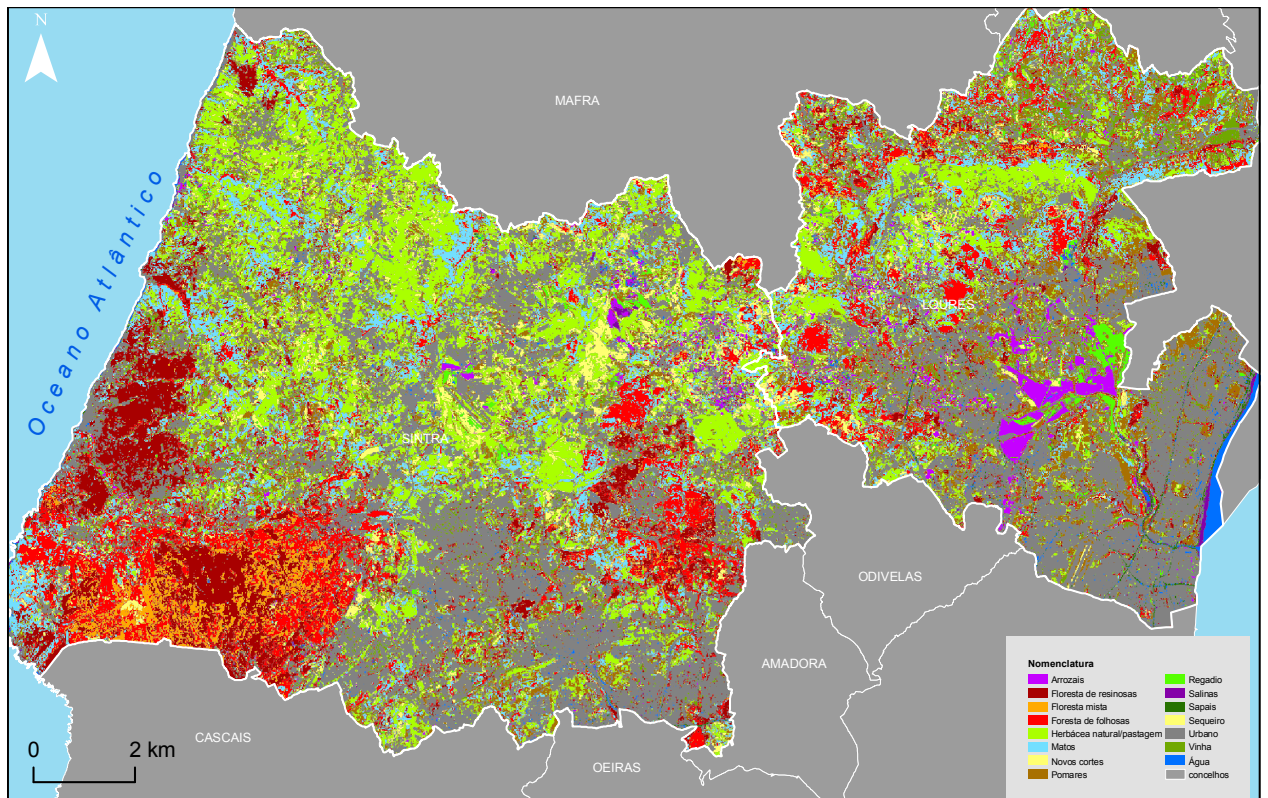 N
MAFRA
Oceano Atlântico
LOURES
SINTRA
ODIVELAS
AMADORA
CASCAIS
OEIRAS
0 2 km
Nomenclatura
Arrozais
Floresta de resinosas
Floresta mista
Foresta de folhosas
Herbácea natural/pastagem
Matos
Novos cortes
Pomares
Regadio
Salinas
Sapais
Sequeiro
Urbano
Vinha
Água
concelhos